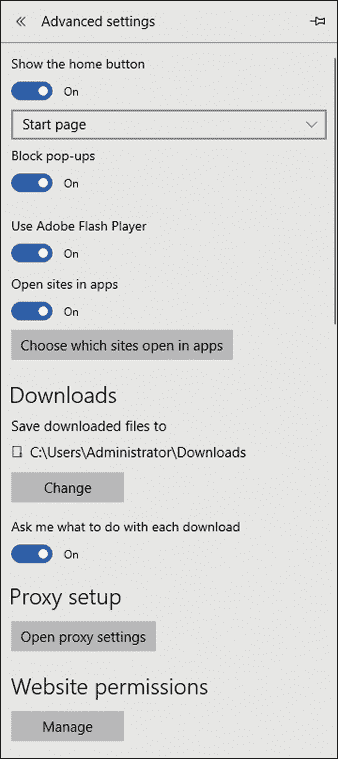 Advanced settings
Show the home button
On
Start page
Block pop-ups
On
Use Adobe Flash Player
On
Open sites in apps
On
Choose which sites open in apps
Downloads
Save downloaded files to
C:\Users\Administrator\Downloads
Change
Ask me what to do with each download
On
Proxy setup
Open proxy settings
Website permissions
Manage